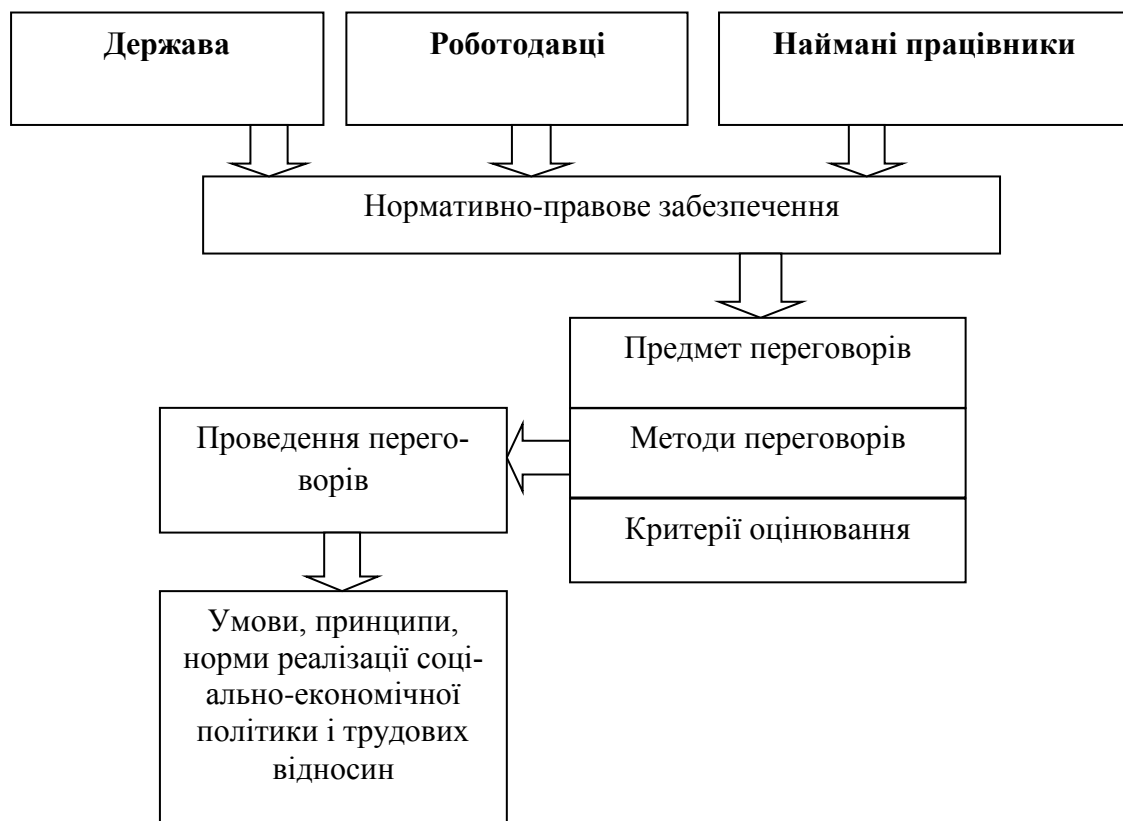 Держава
Роботодавці
Наймані працівники
Нормативно-правове забезпечення
Предмет переговорів
Методи переговорів
Критерії оцінювання
Проведення перего-
ворів
Умови, принципи,
норми реалізації соці-
ально-економічної
політики і трудових
відносин